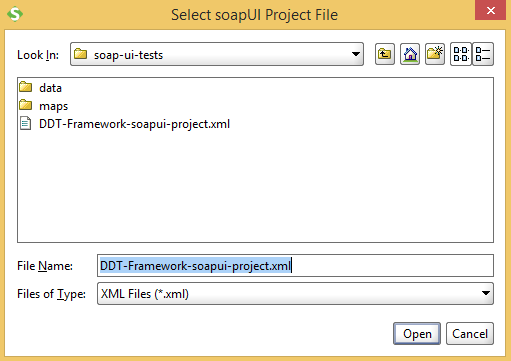 Select soapUI Project File
Look In: soap-ui-tests
data
maps
DDT-Framework-soapui-project.xml
File Name: DDT-Framework-soapui-project.xml
Files of Type: XML Files (*.xml)
Open Cancel